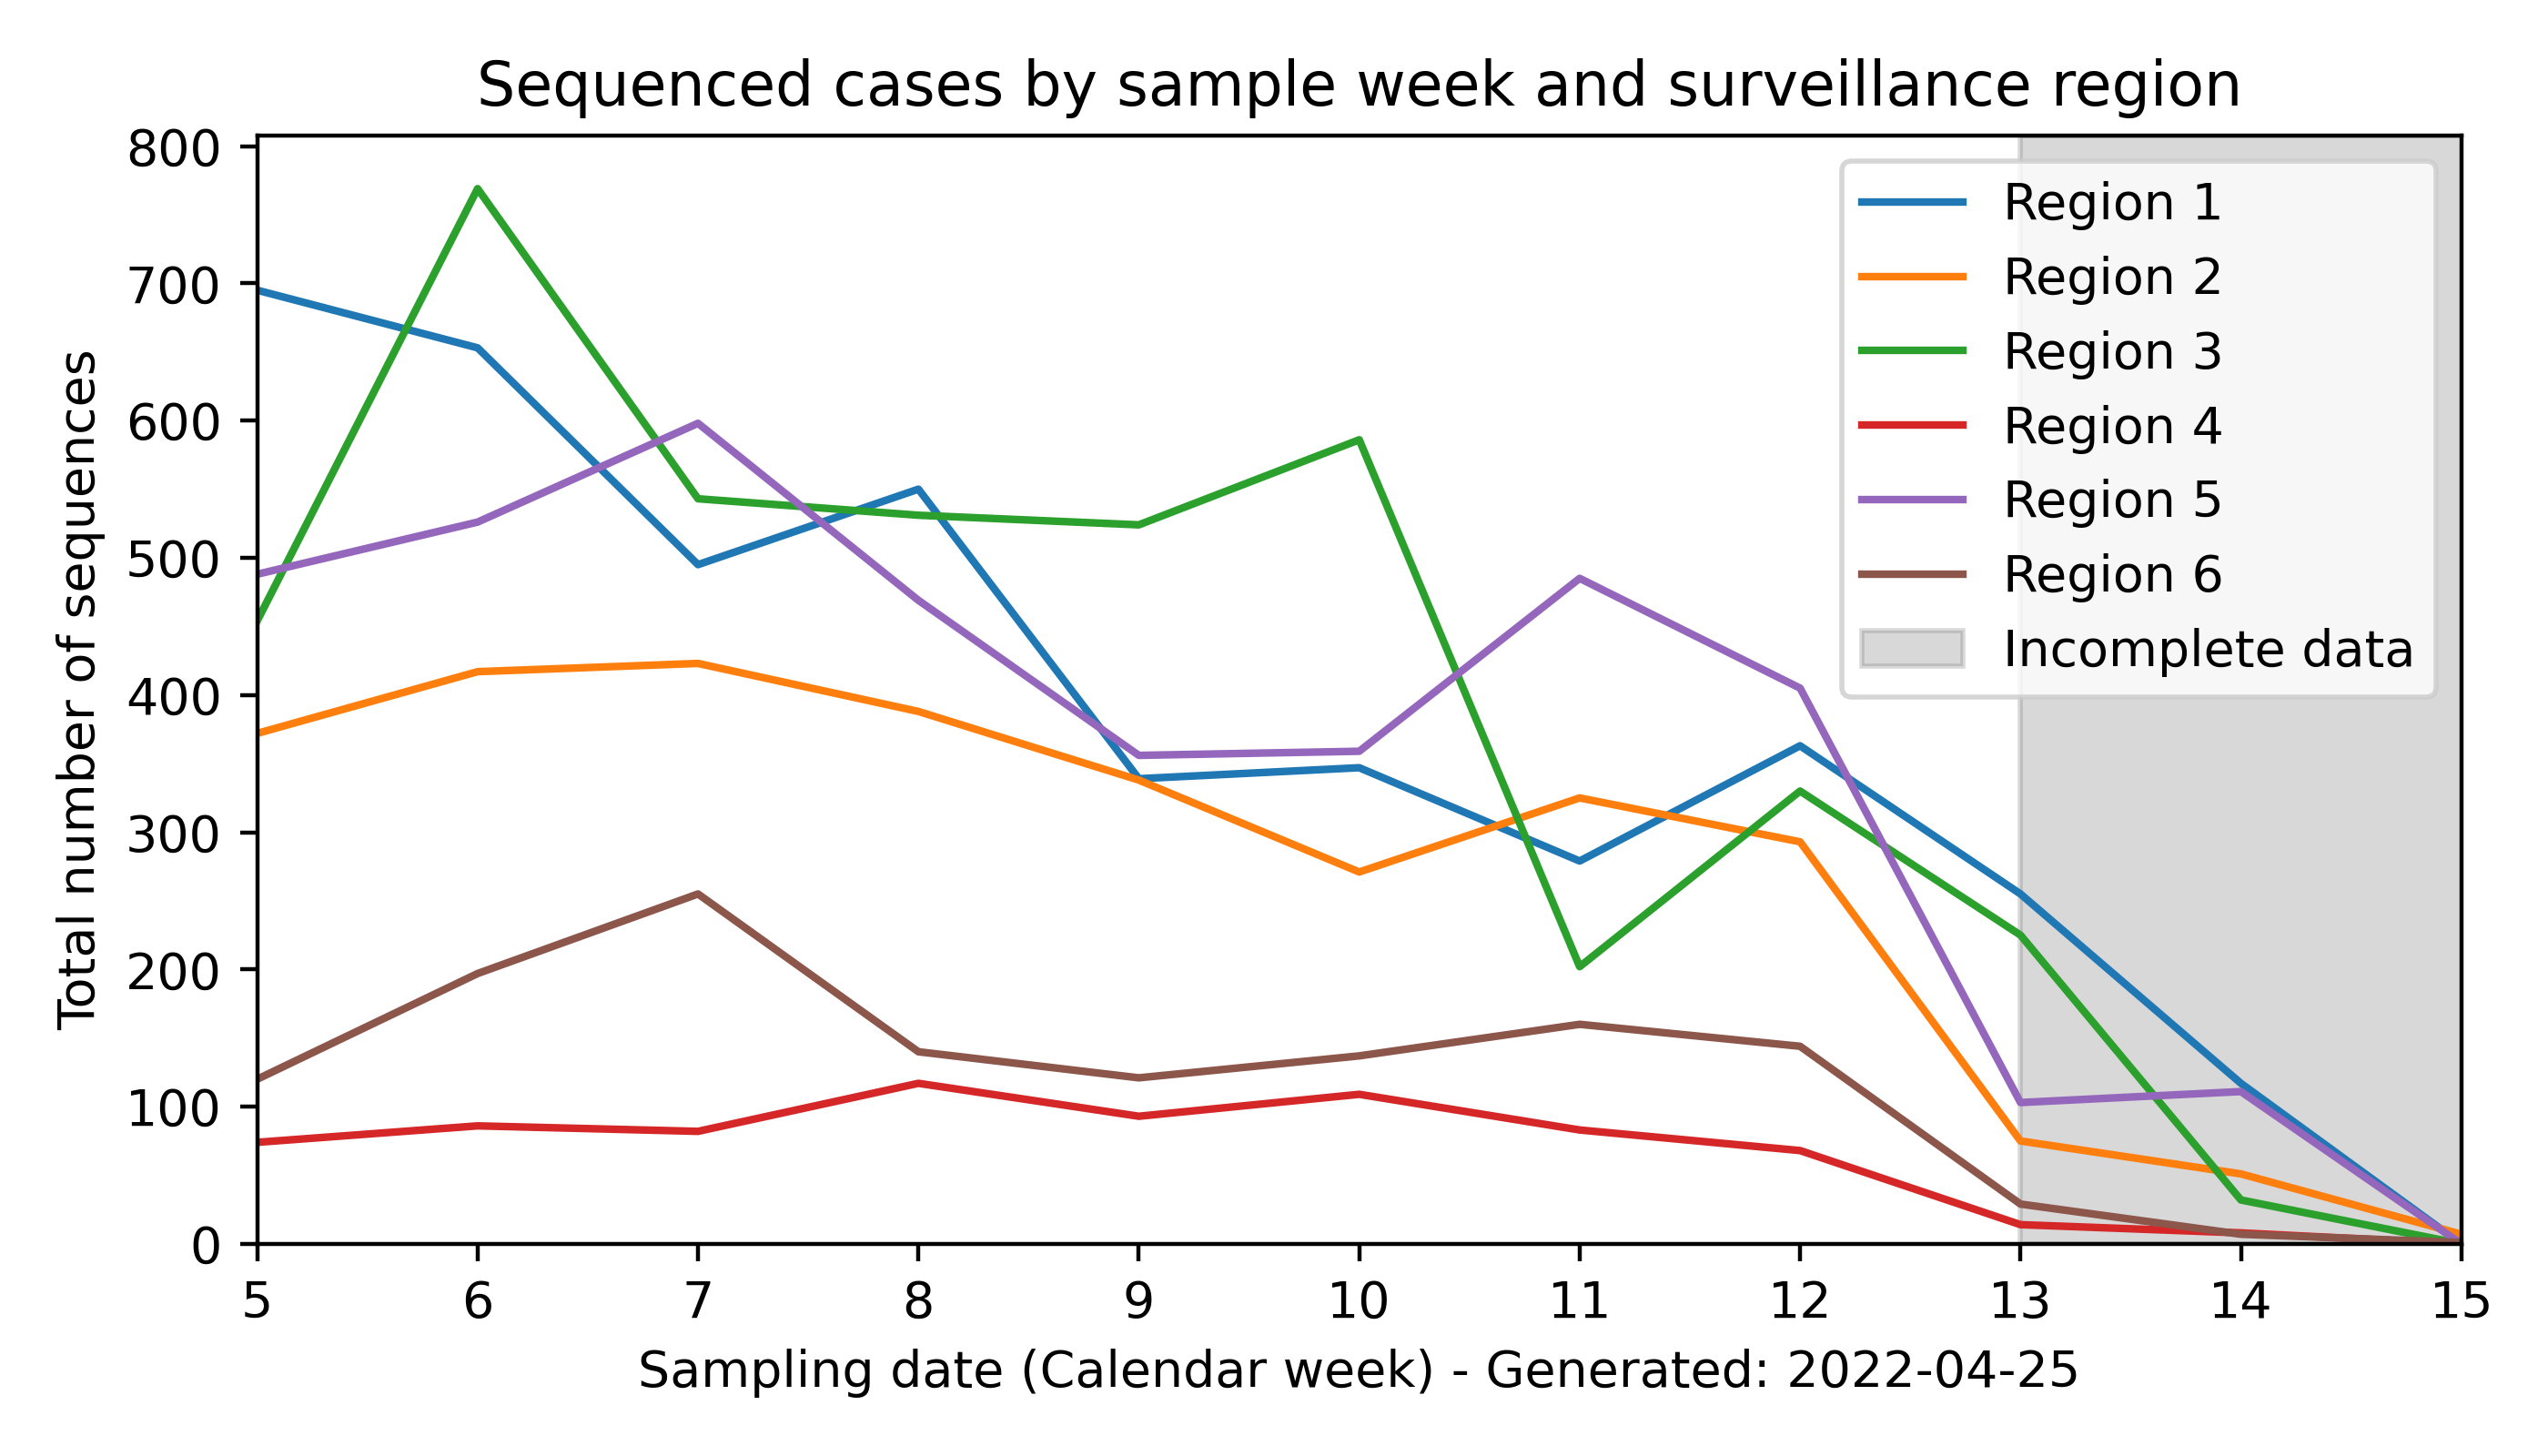 Sequenced cases by sample week and surveillance region
Total number of sequences
800
700
600
500
400
300
200
100
0
Region 1
Region 2
Region 3
Region 4
Region 5
Region 6
Incomplete data
5 6 7 8 9 10 11 12 13 14 15
Sampling date (Calendar week) - Generated: 2022-04-25